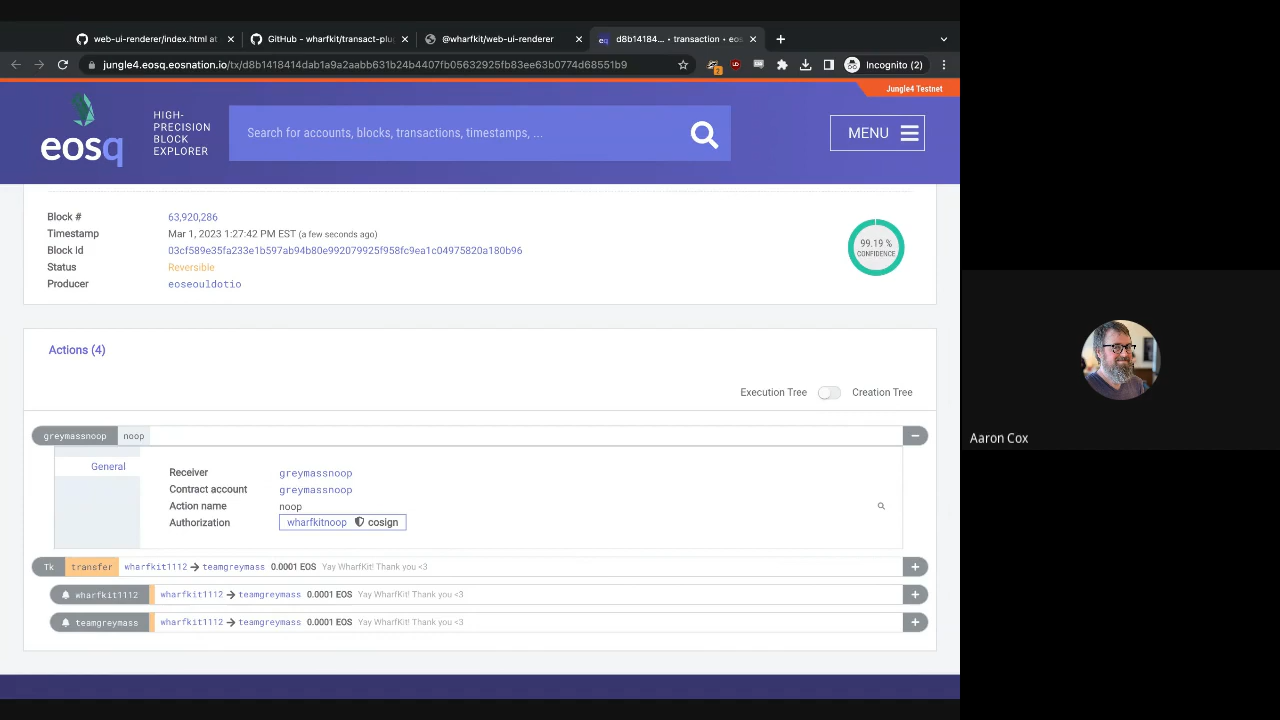 web-ui-renderer/index.html at
GitHub - wharfkit/transact-plug
@wharfkit/web-ui-renderer
eq
d8b14184... • transaction • eos
jungle4.eosq.eosnation.io/tx/d8b1418414dab1a9a2aabb631b24b4407fb05632925fb83ee63b0774d68551b9
2
Incognito (2)
Jungle4 Testnet
eosq
HIGH-
PRECISION
BLOCK
EXPLORER
Search for accounts, blocks, transactions, timestamps, ...
MENU
Block # 63,920,286
Timestamp Mar 1, 2023 1:27:42 PM EST (a few seconds ago)
Block Id 03cf589e35fa233e1b597ab94b80e992079925f958fc9ea1c04975820a180b96
Status Reversible
Producer eoseouldotio
99.19 %
CONFIDENCE
Actions (4)
Execution Tree Creation Tree
greymassnoop noop
General
Receiver greymassnoop
Contract account greymassnoop
Action name noop
Authorization wharfkitnoop cosign
Tk transfer wharfkit1112 → teamgreymass 0.0001 EOS Yay WharfKit! Thank you <3
wharfkit1112 wharfkit1112 → teamgreymass 0.0001 EOS Yay WharfKit! Thank you <3
teamgreymass wharfkit1112 → teamgreymass 0.0001 EOS Yay WharfKit! Thank you <3
Aaron Cox